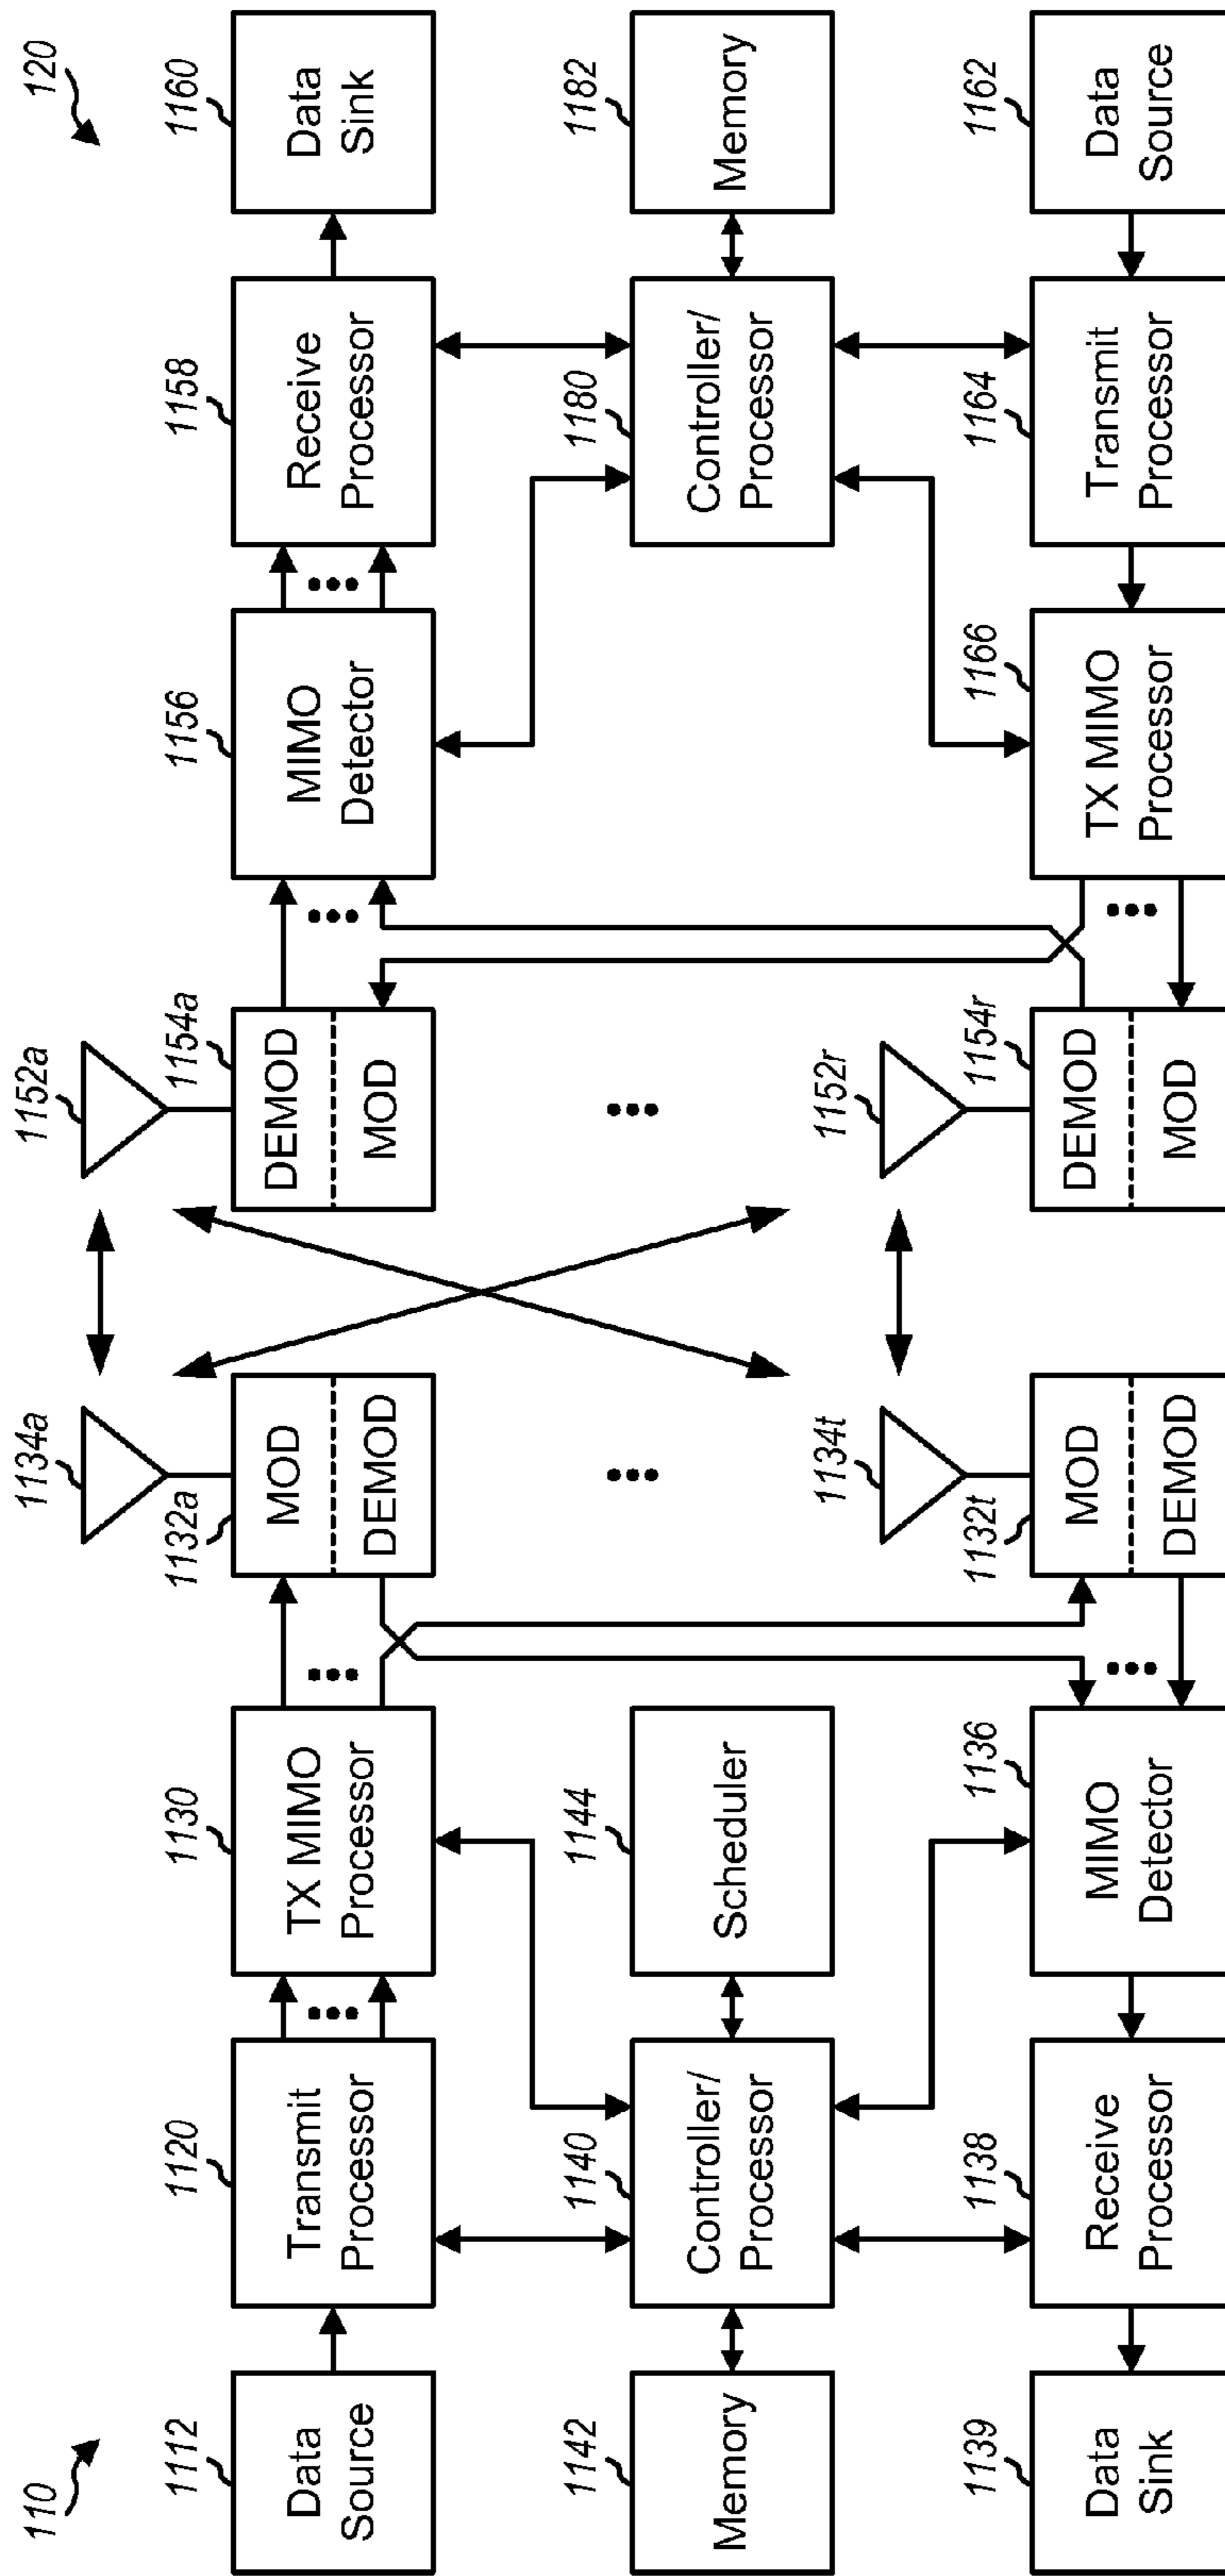 110
120
1112
Data
Source
1120
Transmit
Processor
1130
TX MIMO
Processor
1132a
MOD
DEMOD
1134a
1152a
1154a
DEMOD
MOD
1156
MIMO
Detector
1158
Receive
Processor
1160
Data
Sink
1142
Memory
1140
Controller/
Processor
1144
Scheduler
1180
Controller/
Processor
1182
Memory
1139
Data
Sink
1138
Receive
Processor
1136
MIMO
Detector
1132t
MOD
DEMOD
1134t
1152r
1154r
DEMOD
MOD
1166
TX MIMO
Processor
1164
Transmit
Processor
1162
Data
Source